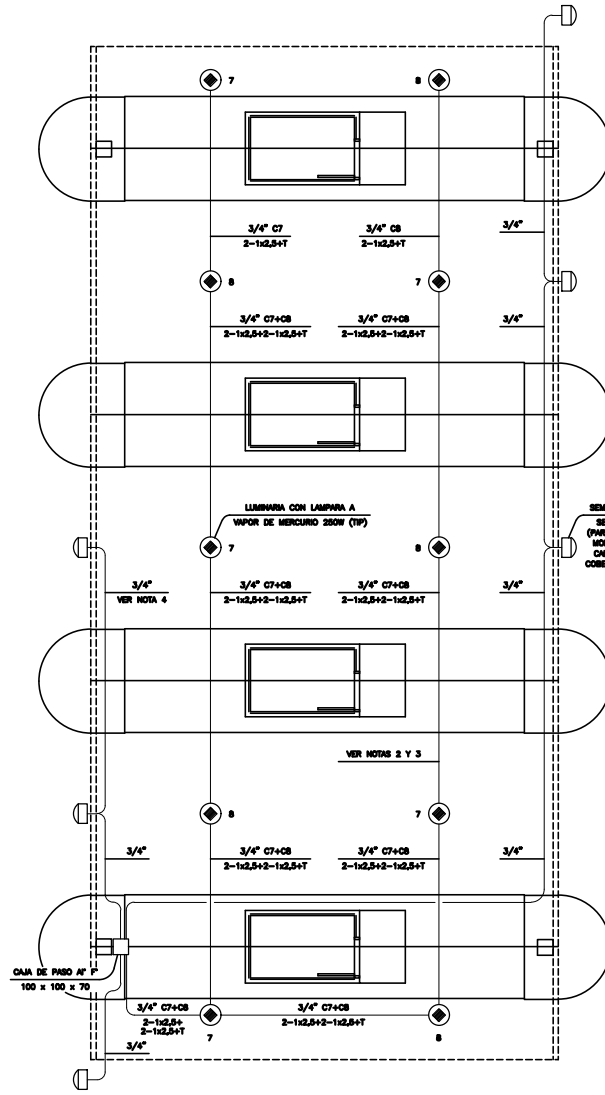 7
8
3/4" C7
2-1x2,5+T
3/4" C8
2-1x2,5+T
3/4"
8
7
3/4" C7+C8
2-1x2,5+2-1x2,5+T
3/4" C7+C8
2-1x2,5+2-1x2,5+T
3/4"
LUMINARIA CON LAMPARA A
VAPOR DE MERCURIO 250W (TIP)
7
8
3/4"
VER NOTA 4
3/4" C7+C8
2-1x2,5+2-1x2,5+T
3/4" C7+C8
2-1x2,5+2-1x2,5+T
3/4"
VER NOTAS 2 Y 3
8
7
3/4"
3/4" C7+C8
2-1x2,5+2-1x2,5+T
3/4" C7+C8
2-1x2,5+2-1x2,5+T
3/4"
CAJA DE PASO
100 x 100 x 70
3/4" C7+C8
2-1x2,5+
2-1x2,5+T
3/4" C7+C8
2-1x2,5+2-1x2,5+T
3/4"
7
8